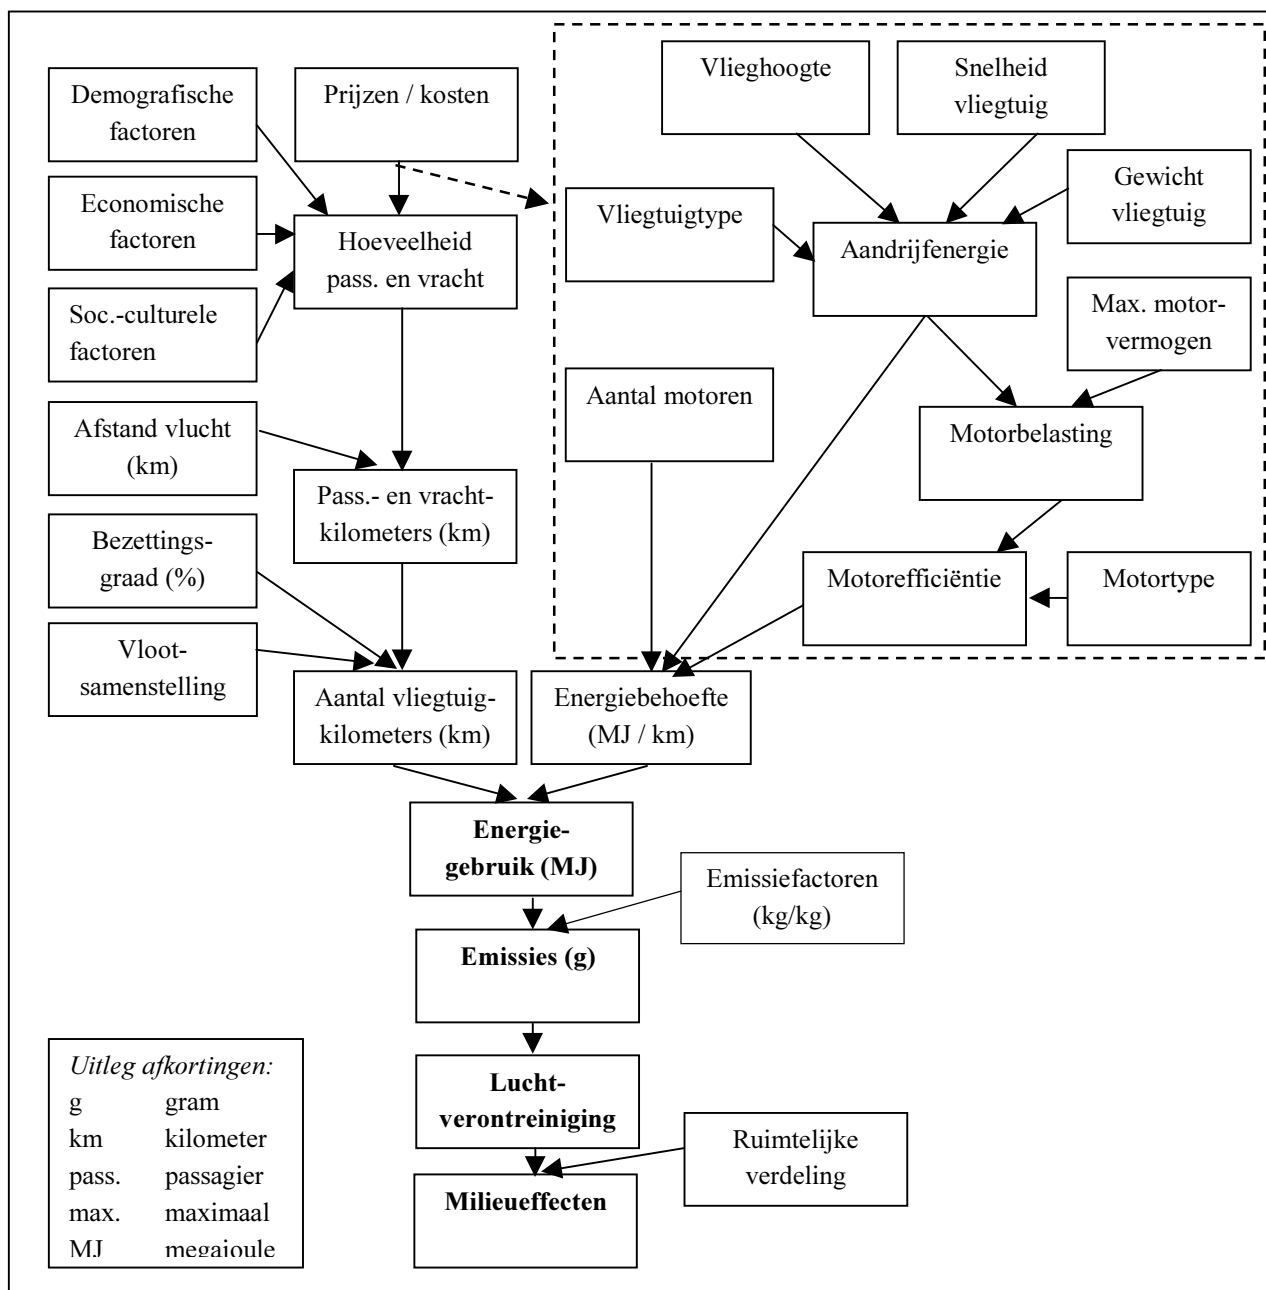 Demografische
factoren
Prijzen / kosten
Vlieghoogte
Snelheid
vliegtuig
Economische
factoren
Hoeveelheid
pass. en vracht
Vliegtuigtype
Aandrijfenergie
Gewicht
vliegtuig
Soc.-culturele
factoren
Max. motor-
vermogen
Afstand vlucht
(km)
Aantal motoren
Motorbelasting
Pass.- en vracht-
kilometers (km)
Bezettings-
graad (%)
Motorefficiëntie
Motortype
Vloot-
samenstelling
Aantal vliegtuig-
kilometers (km)
Energiebehoefte
(MJ / km)
Energie-
gebruik (MJ)
Emissiefactoren
(kg/kg)
Emissies (g)
Lucht-
verontreiniging
Ruimtelijke
verdeling
Milieueffecten
Uitleg afkortingen:
g gram
km kilometer
pass. passagier
max. maximaal
MJ megajoule